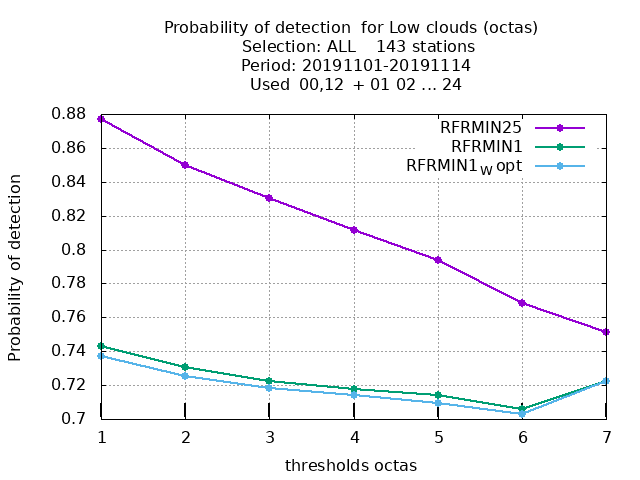 Probability of detection  for Low clouds (octas)
Selection: ALL    143 stations
Period: 20191101-20191114
Used  00,12  + 01 02 ... 24
0.88
0.86
0.84
0.82
0.8
0.78
0.76
0.74
0.72
0.7
Probability of detection
RFRMIN25
RFRMIN1
RFRMIN1W opt
1 2 3 4 5 6 7
thresholds octas